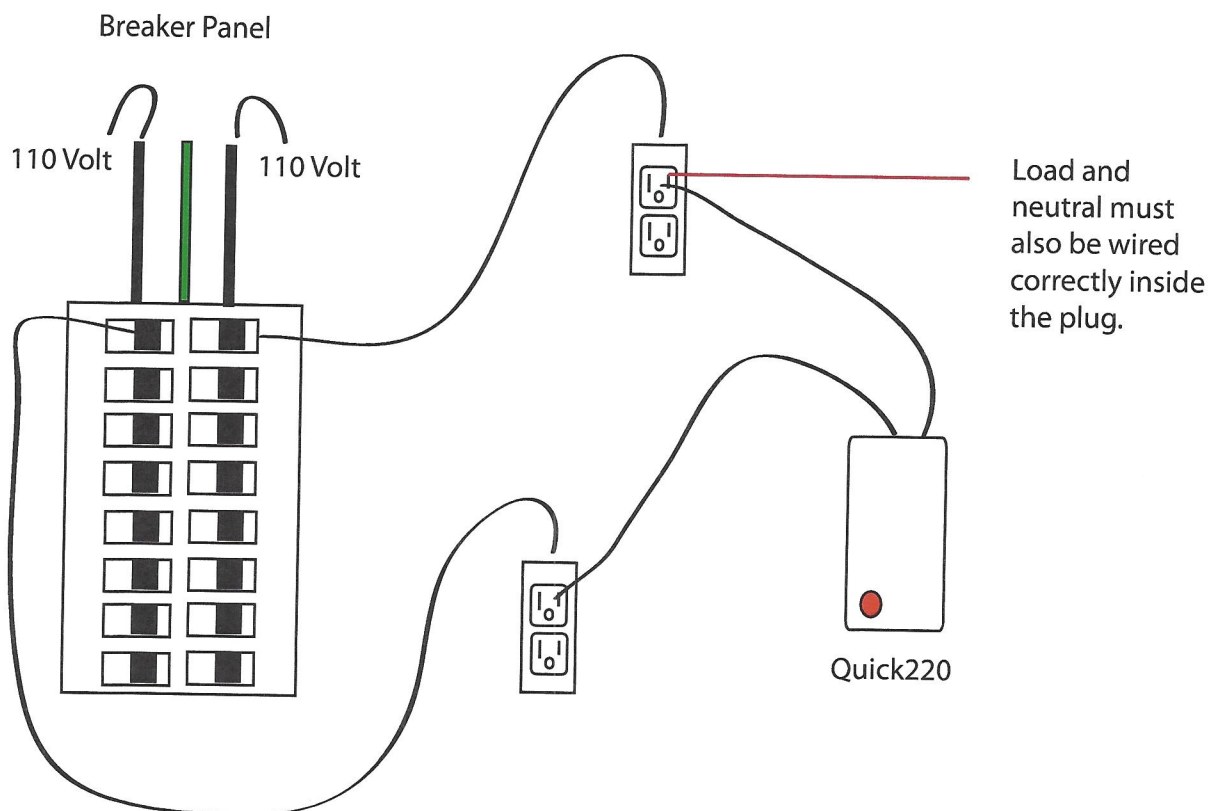 Breaker Panel
110 Volt
110 Volt
Load and
neutral must
also be wired
correctly inside
the plug.
Quick220